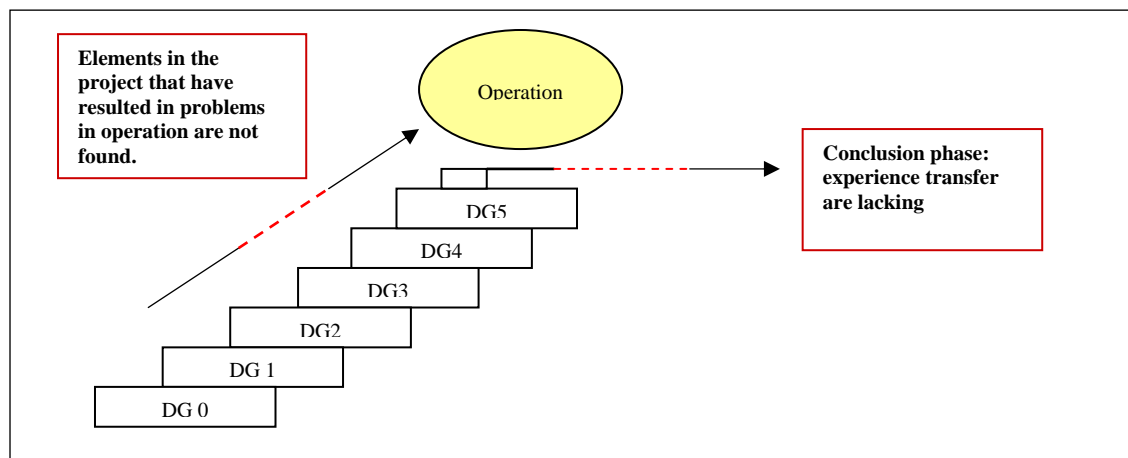 Elements in the
project that have
resulted in problems
in operation are not
found.
Operation
Conclusion phase:
experience transfer
are lacking
DG5
DG4
DG3
DG2
DG 1
DG 0